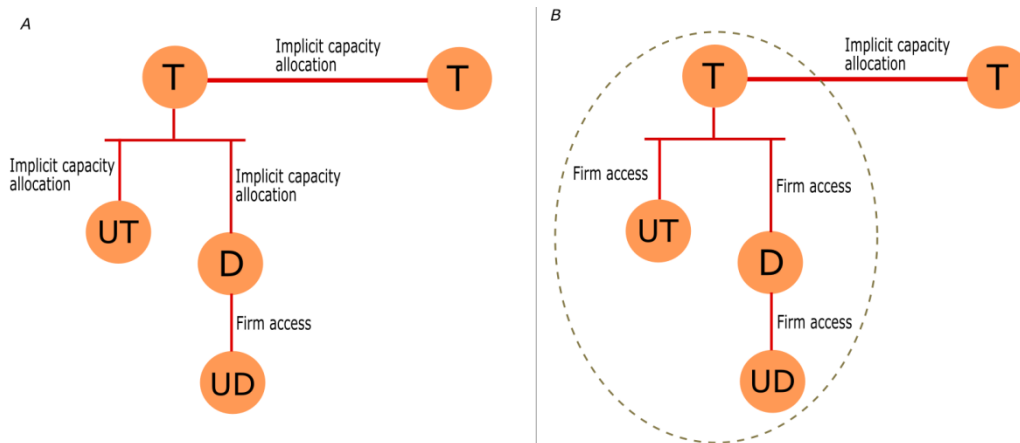 A
Implicit capacity
allocation
T
T
Implicit capacity
allocation
Implicit capacity
allocation
UT
D
Firm access
UD
B
Implicit capacity
allocation
T
T
Firm access
Firm access
UT
D
Firm access
UD